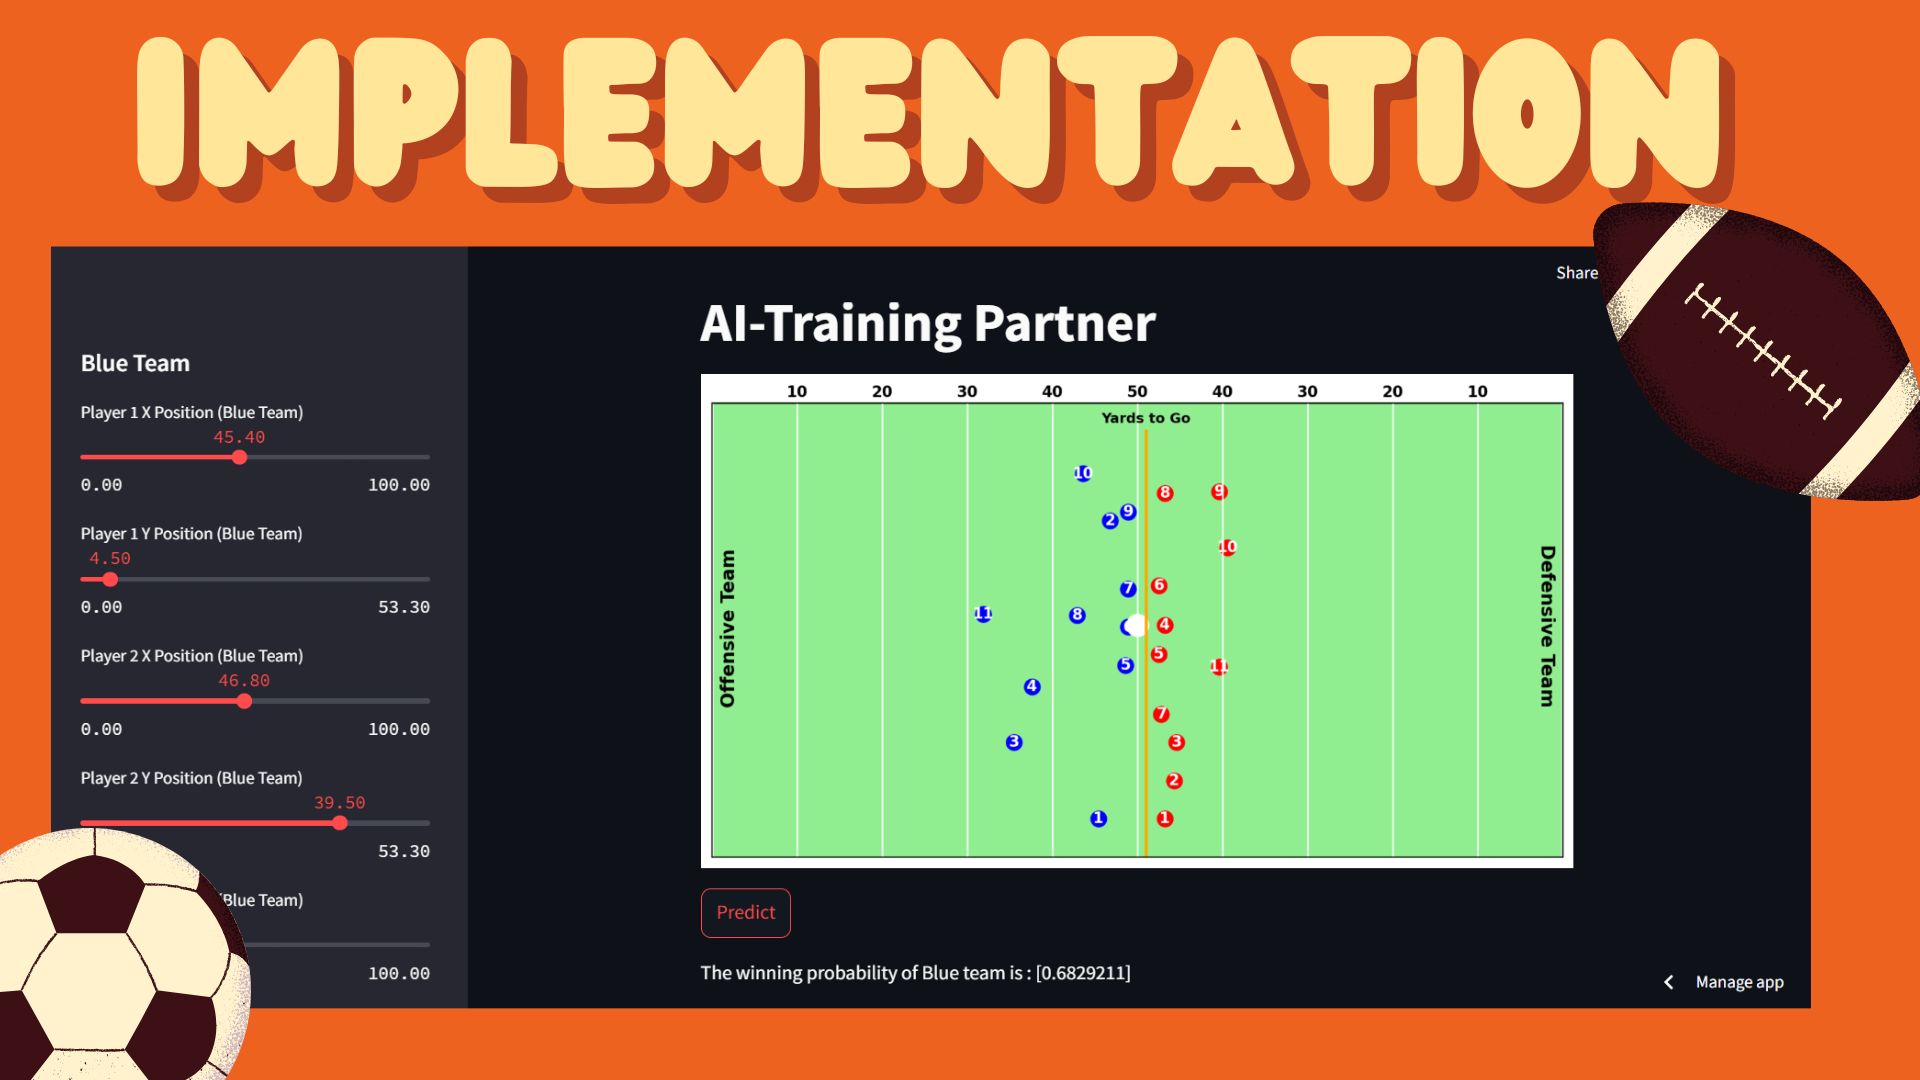 IMPLEMENTATION
Share
AI-Training Partner
Blue Team
Player 1 X Position (Blue Team)
45.40
0.00 100.00
Player 1 Y Position (Blue Team)
4.50
0.00 53.30
Player 2 X Position (Blue Team)
46.80
0.00 100.00
Player 2 Y Position (Blue Team)
39.50
53.30
(Blue Team)
100.00
10 20 30 40 50 40 30 20 10
Yards to Go
Offensive Team
Defensive Team
10
8 9
9
2
10
7 6
11 8
4
5 5
11
4
7
3 3
2
1 1
Predict
The winning probability of Blue team is : [0.6829211]
Manage app